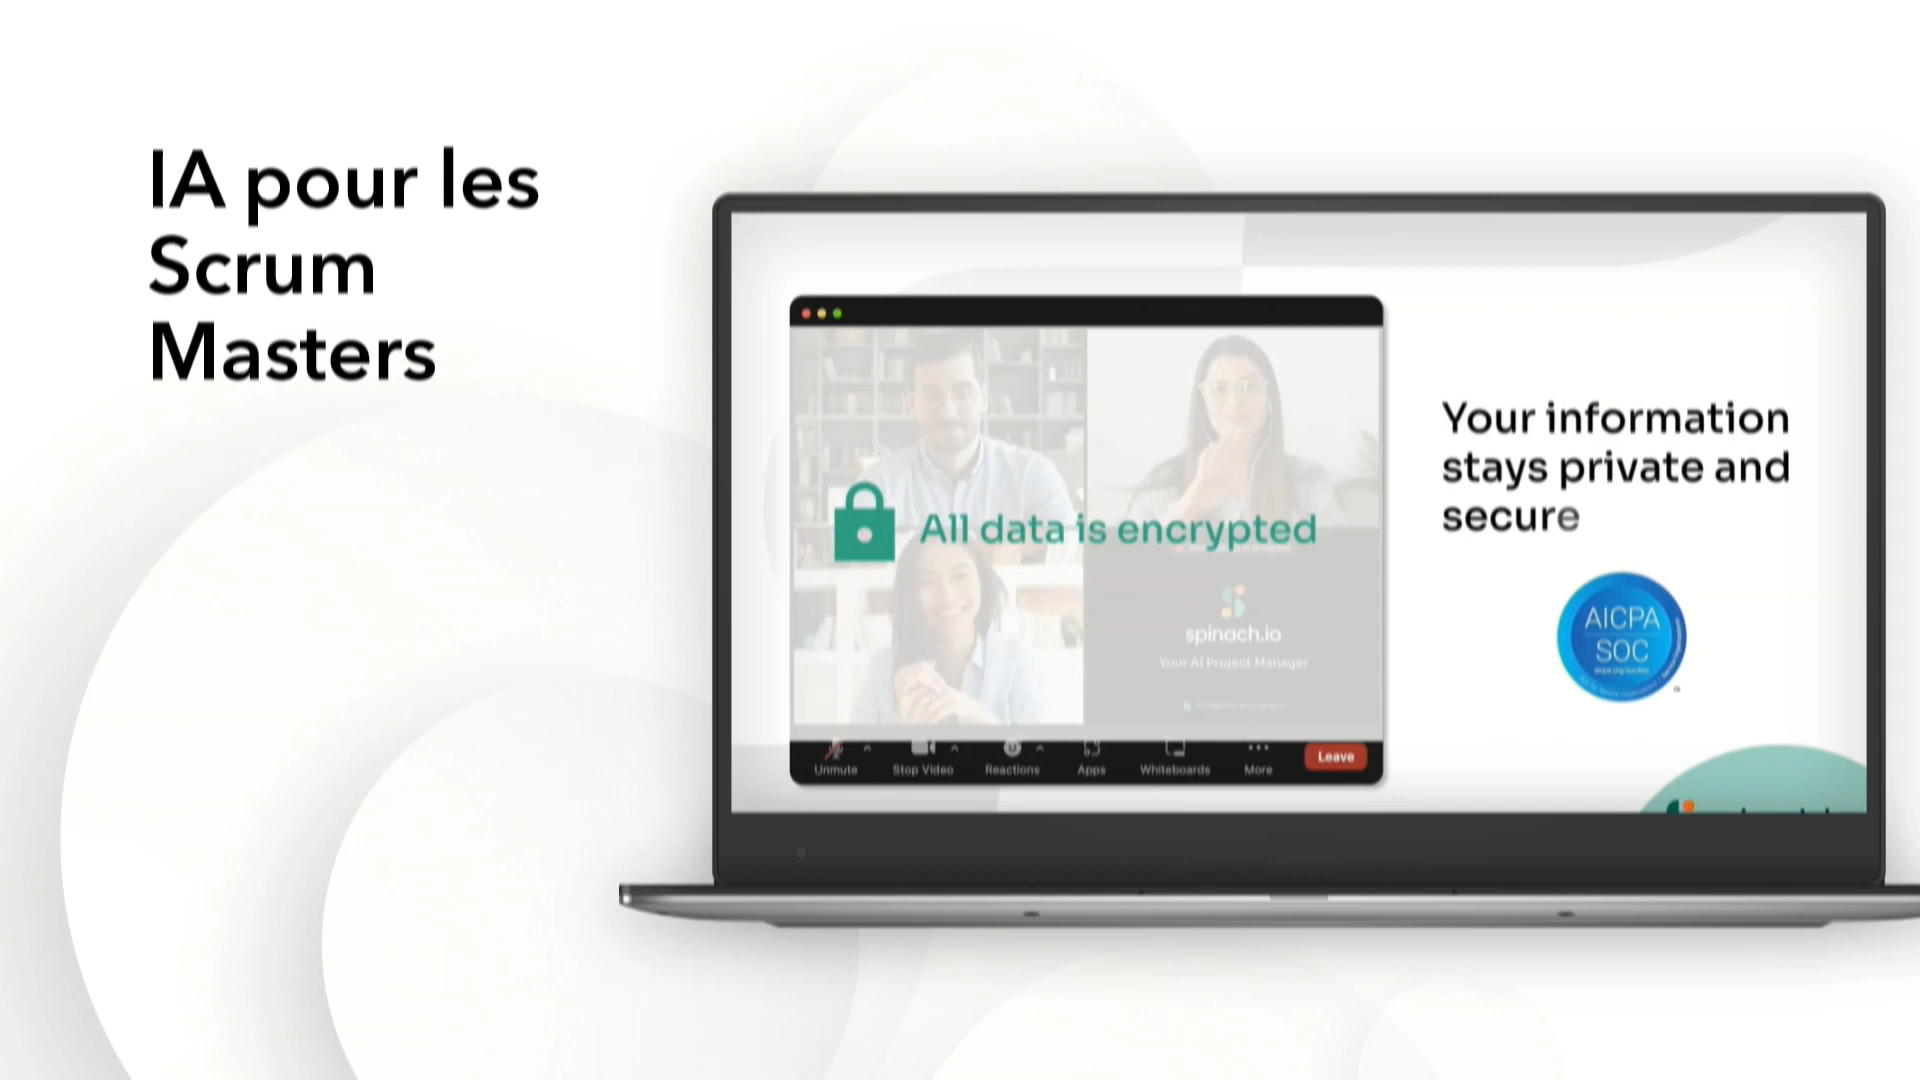 IA pour les
Scrum
Masters
Your information
stays private and
secure
All data is encrypted
spinach.io
Your AI Project Manager
AICPA
SOC
Unmute
Stop Video
Reactions
Apps
Whiteboards
More
Leave